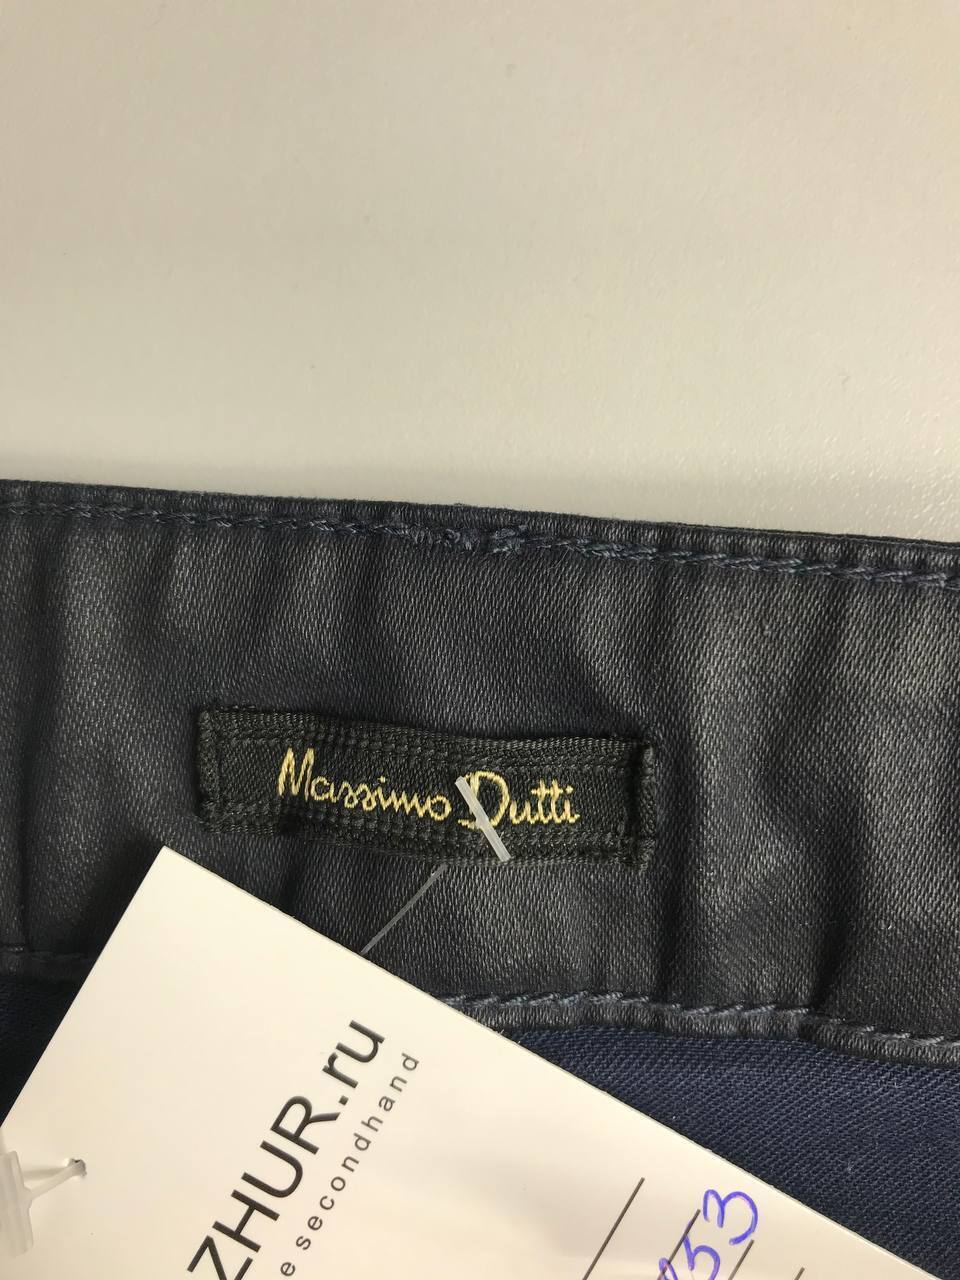 Massimo Dutti
ZHUR.ru
secondhand
53